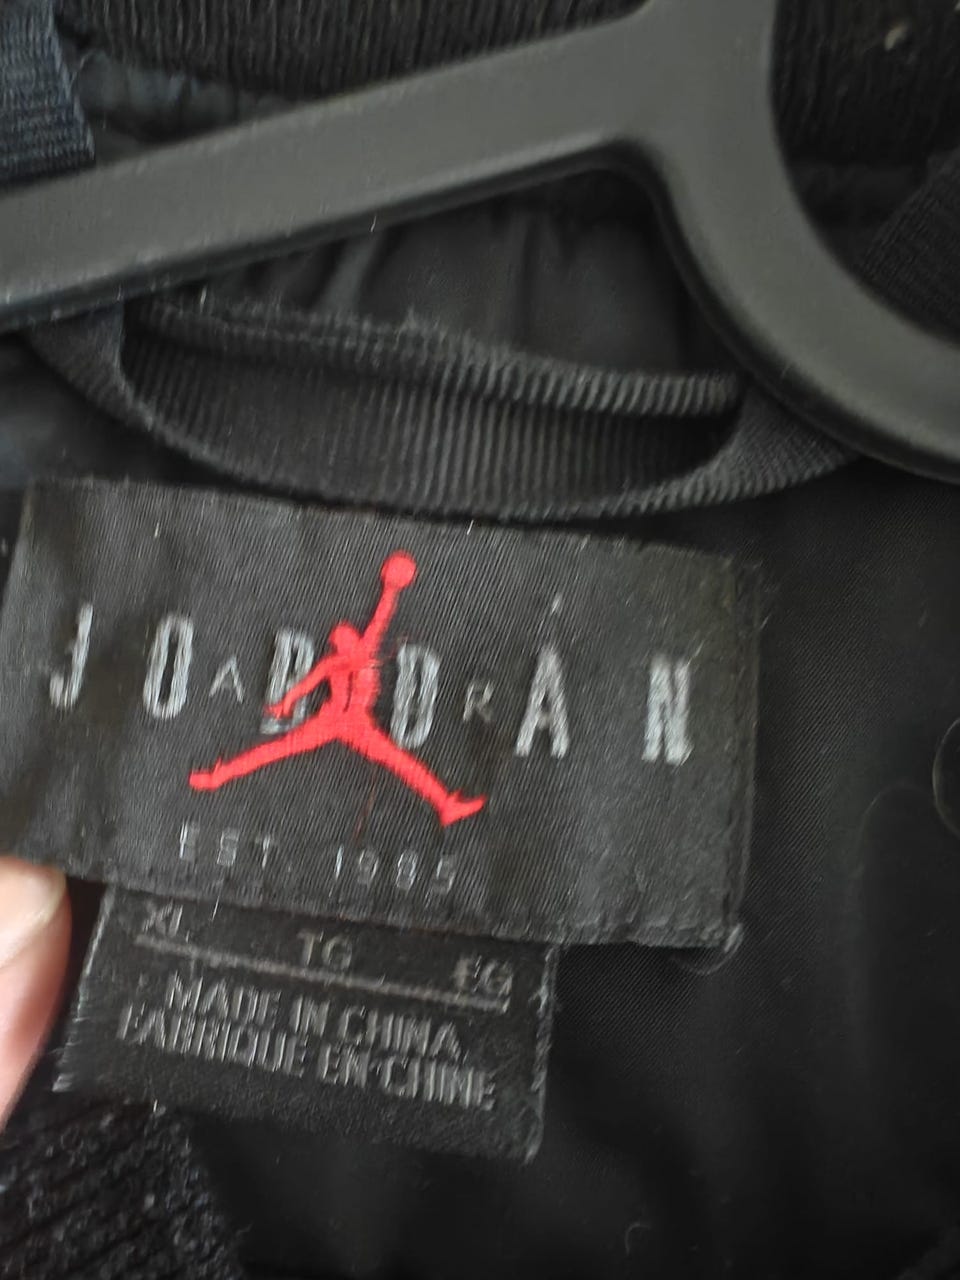 JORDAN
A I R
EST. 1985
XL TG EG
MADE IN CHINA
FABRIQUE EN CHINE